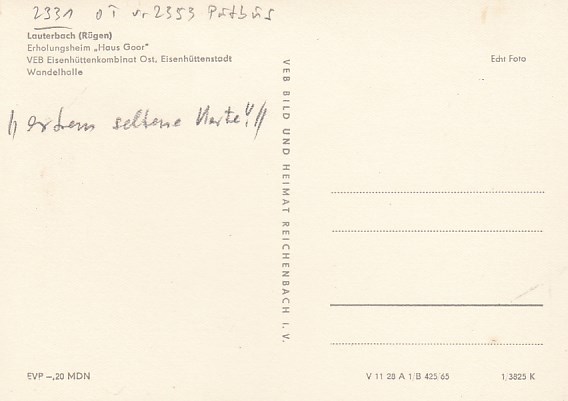 2331 OT v. 2353 Putbus
Lauterbach (Rügen)
Erholungsheim „Haus Goor"
VEB Eisenhüttenkombinat Ost, Eisenhüttenstadt
Wandelhalle
Echt Foto
// extrem seltene Karte!! //
VEB BILD UND HEIMAT REICHENBACH I. V.
EVP –,20 MDN
V 11 28 A 1/B 425/65
1,3825 K